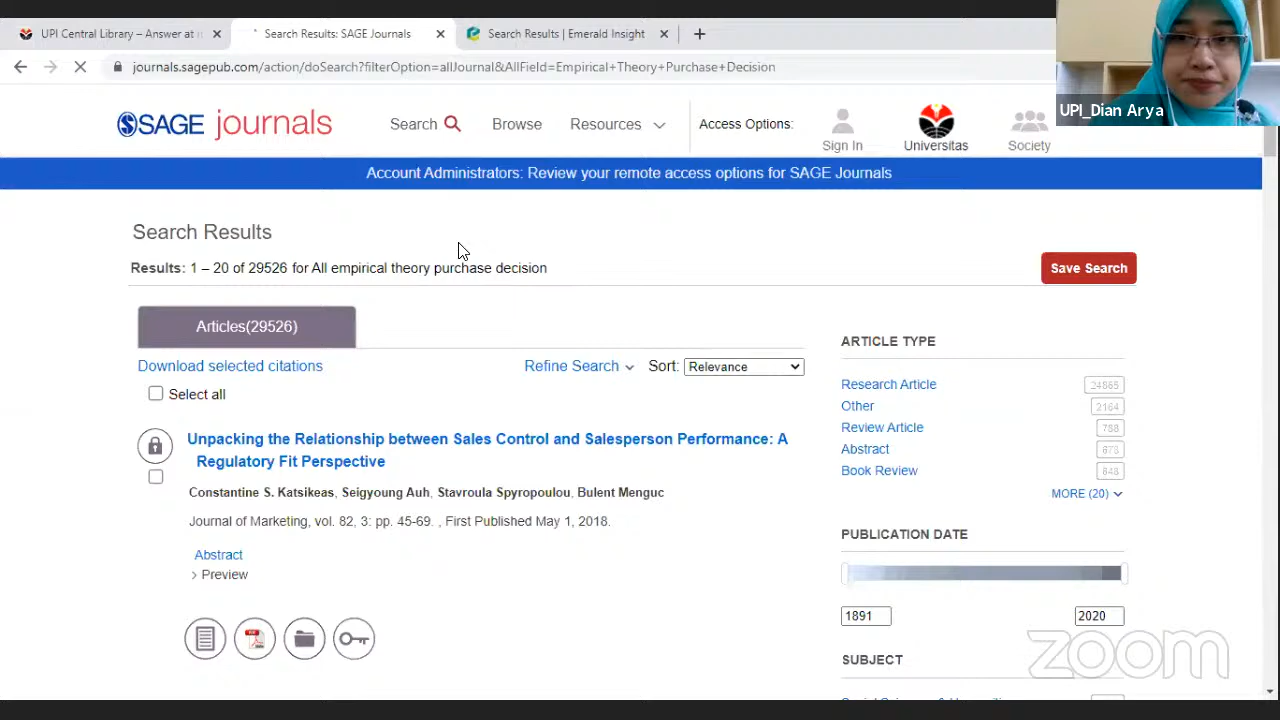 UPI Central Library – Answer at
Search Results: SAGE Journals
Search Results | Emerald Insight
journals.sagepub.com/action/doSearch?filterOption=allJournal&AllField=Empirical+Theory+Purchase+Decision
UPI_Dian Arya
SAGE journals
Search
Browse
Resources
Access Options:
Sign In
Universitas
Society
Account Administrators: Review your remote access options for SAGE Journals
Search Results
Results: 1 – 20 of 29526 for All empirical theory purchase decision
Save Search
Articles(29526)
Download selected citations
Refine Search
Sort: Relevance
Select all
Unpacking the Relationship between Sales Control and Salesperson Performance: A
Regulatory Fit Perspective
Constantine S. Katsikeas, Seigyoung Auh, Stavroula Spyropoulou, Bulent Menguc
Journal of Marketing, vol. 82, 3: pp. 45-69. , First Published May 1, 2018.
Abstract
> Preview
PDF
ARTICLE TYPE
Research Article 24865
Other 2164
Review Article 788
Abstract 673
Book Review 648
MORE (20)
PUBLICATION DATE
1891
2020
SUBJECT
zoom